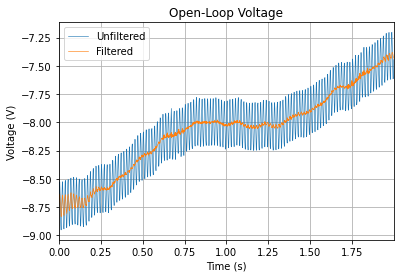 Open-Loop Voltage
Unfiltered
Filtered
Voltage (V)
−7.25
−7.50
−7.75
−8.00
−8.25
−8.50
−8.75
−9.00
0.00 0.25 0.50 0.75 1.00 1.25 1.50 1.75
Time (s)